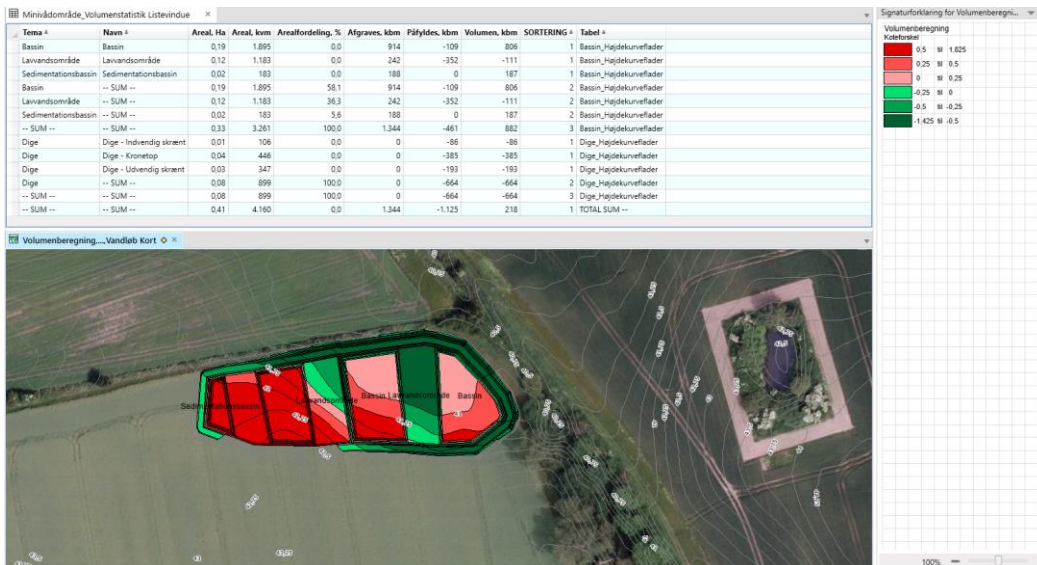 Minivådområde_Volumenstatistik Listevindue ×
Tema Navn Areal, Ha Areal, kvm Arealfordeling, % Afgraves, kbm Påfyldes, kbm Volumen, kbm SORTERING Tabel
Bassin Bassin 0,19 1.895 0,0 914 -109 806 1 Bassin_Højdekurveflader
Lavvandsområde Lavvandsområde 0,12 1.183 0,0 242 -352 -111 1 Bassin_Højdekurveflader
Sedimentationsbassin Sedimentationsbassin 0,02 183 0,0 188 0 187 1 Bassin_Højdekurveflader
Bassin -- SUM -- 0,19 1.895 58,1 914 -109 806 2 Bassin_Højdekurveflader
Lavvandsområde -- SUM -- 0,12 1.183 36,3 242 -352 -111 2 Bassin_Højdekurveflader
Sedimentationsbassin -- SUM -- 0,02 183 5,6 188 0 187 2 Bassin_Højdekurveflader
-- SUM -- -- SUM -- 0,33 3.261 100,0 1.344 -461 882 3 Bassin_Højdekurveflader
Dige Dige - Indvendig skrænt 0,01 106 0,0 0 -86 -86 1 Dige_Højdekurveflader
Dige Dige - Kronetop 0,04 446 0,0 0 -385 -385 1 Dige_Højdekurveflader
Dige Dige - Udvendig skrænt 0,03 347 0,0 0 -193 -193 1 Dige_Højdekurveflader
Dige -- SUM -- 0,08 899 100,0 0 -664 -664 2 Dige_Højdekurveflader
-- SUM -- -- SUM -- 0,08 899 100,0 0 -664 -664 3 Dige_Højdekurveflader
-- SUM -- -- SUM -- 0,41 4.160 0,0 1.344 -1.125 218 1 TOTAL SUM --
Signaturforklaring for Volumenberegni...
Volumenberegning
Koteforskel
0,5 til 1,825
0,25 til 0,5
0 til 0,25
-0,25 til 0
-0,5 til -0,25
-1,425 til -0,5
Volumenberegning,...,Vandløb Kort ×
Lavvandsområde
Bassin
Lavvandsområde
Bassin
42,5
42,75
43,5
43
43,25
100%